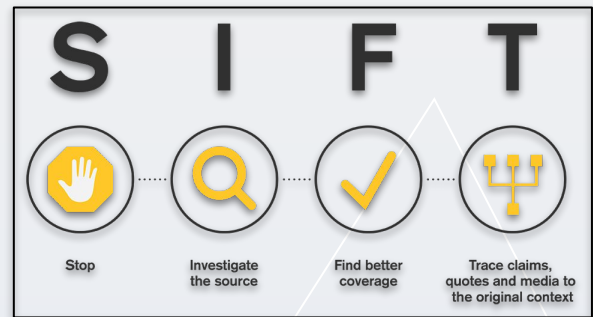 S I F T
Stop
Investigate
the source
Find better
coverage
Trace claims,
quotes and media to
the original context